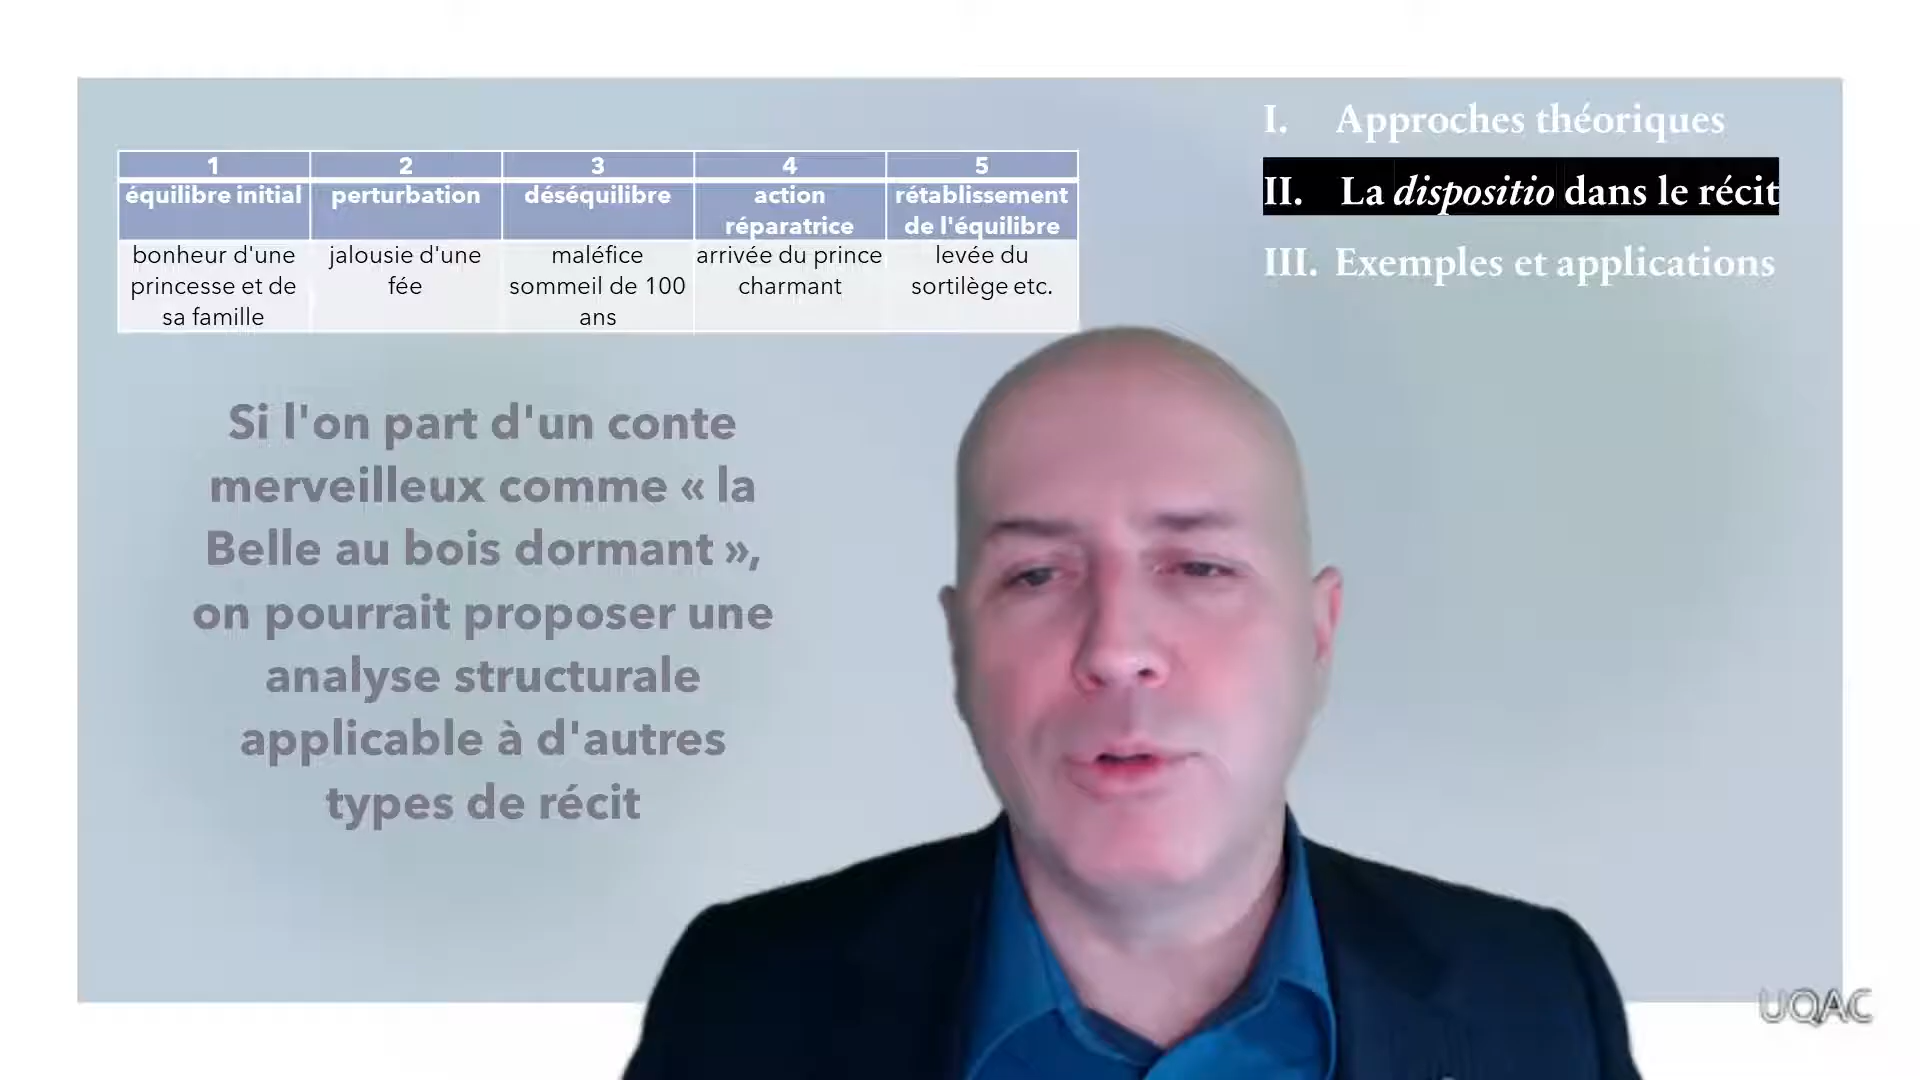 1 2 3 4 5
équilibre initial perturbation déséquilibre action réparatrice rétablissement de l'équilibre
bonheur d'une princesse et de sa famille jalousie d'une fée maléfice sommeil de 100 ans arrivée du prince charmant levée du sortilège etc.
I. Approches théoriques
II. La dispositio dans le récit
III. Exemples et applications
Si l'on part d'un conte
merveilleux comme « la
Belle au bois dormant »,
on pourrait proposer une
analyse structurale
applicable à d'autres
types de récit
UQAC